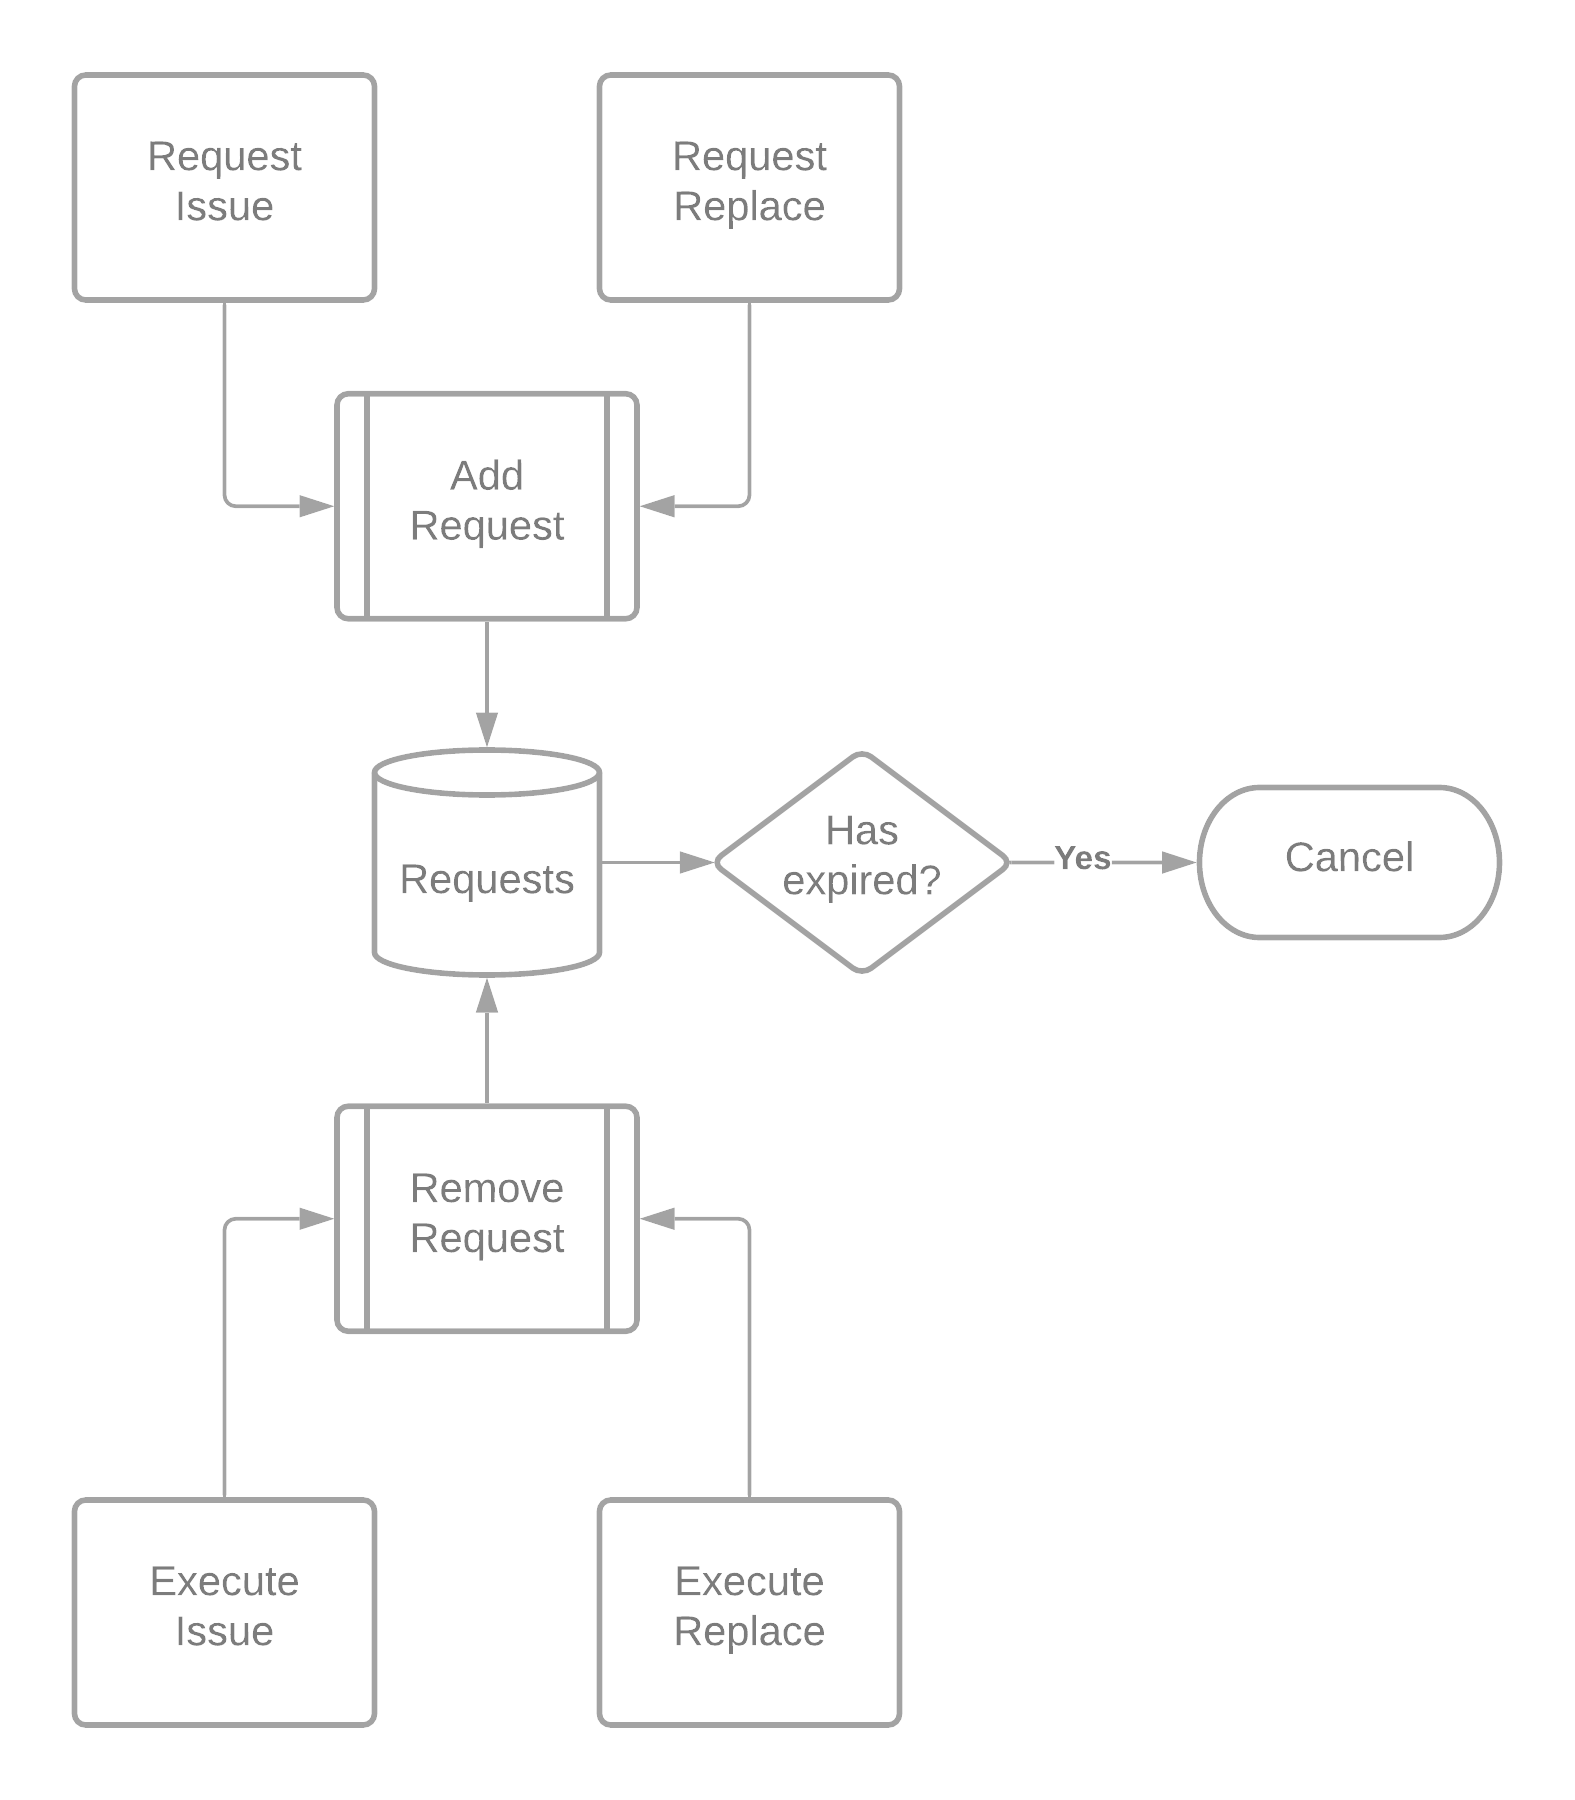 Request
Issue
Request
Replace
Add
Request
Requests
Has
expired?
Yes
Cancel
Remove
Request
Execute
Issue
Execute
Replace